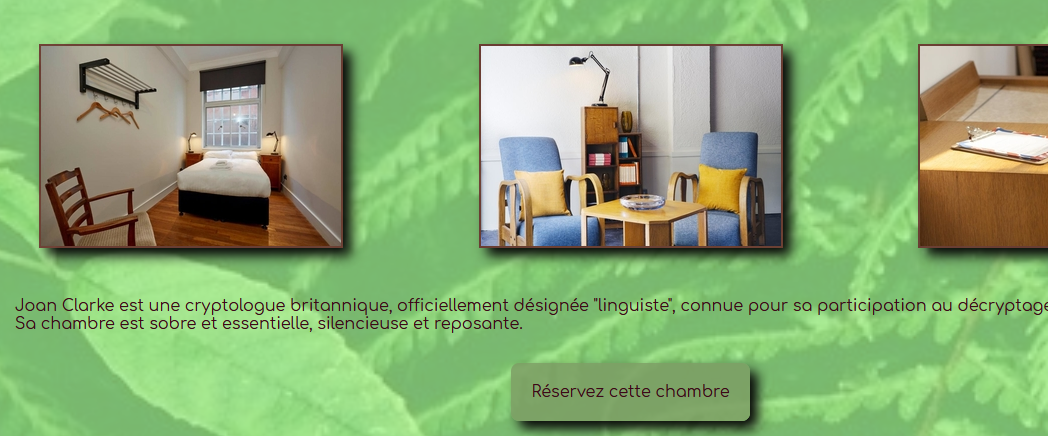 Joan Clarke est une cryptologue britannique, officiellement désignée "linguiste", connue pour sa participation au décryptage
Sa chambre est sobre et essentielle, silencieuse et reposante.
Réservez cette chambre